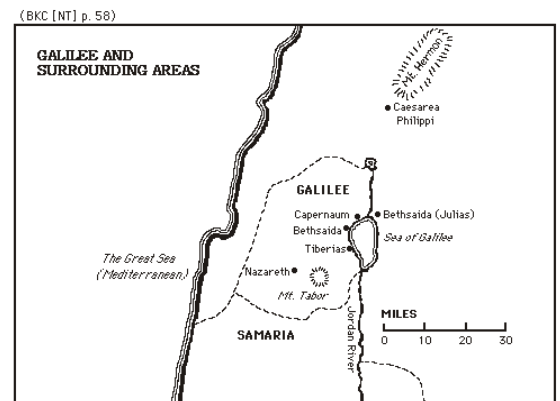 (BKC [NT] p. 58)
GALILEE AND
SURROUNDING AREAS
Mt. Hermon
Caesarea
Philippi
GALILEE
Capernaum
Bethsaida (Julias)
Bethsaida
Sea of Galilee
Tiberias
The Great Sea
(Mediterranean)
Nazareth
Mt. Tabor
SAMARIA
Jordan River
MILES
0 10 20 30